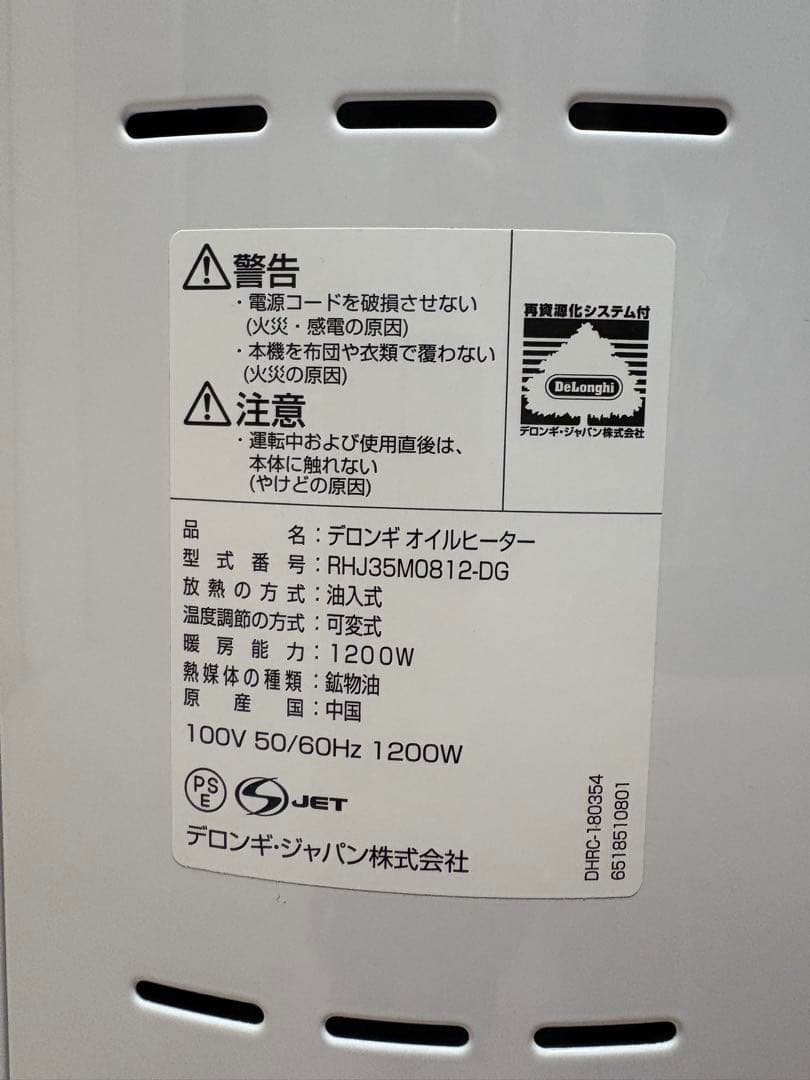 警告
・電源コードを破損させない
(火災・感電の原因)
・本機を布団や衣類で覆わない
(火災の原因)
注意
・運転中および使用直後は、
本体に触れない
(やけどの原因)
再資源化システム付
DeLonghi
デロンギ・ジャパン株式会社
品名：デロンギ オイルヒーター
型式番号：RHJ35M0812-DG
放熱の方式：油入式
温度調節の方式：可変式
暖房能力：1200W
熱媒体の種類：鉱物油
原産国：中国
100V 50/60Hz 1200W
PS
E
JET
デロンギ・ジャパン株式会社
DHRC-180354
6518510801